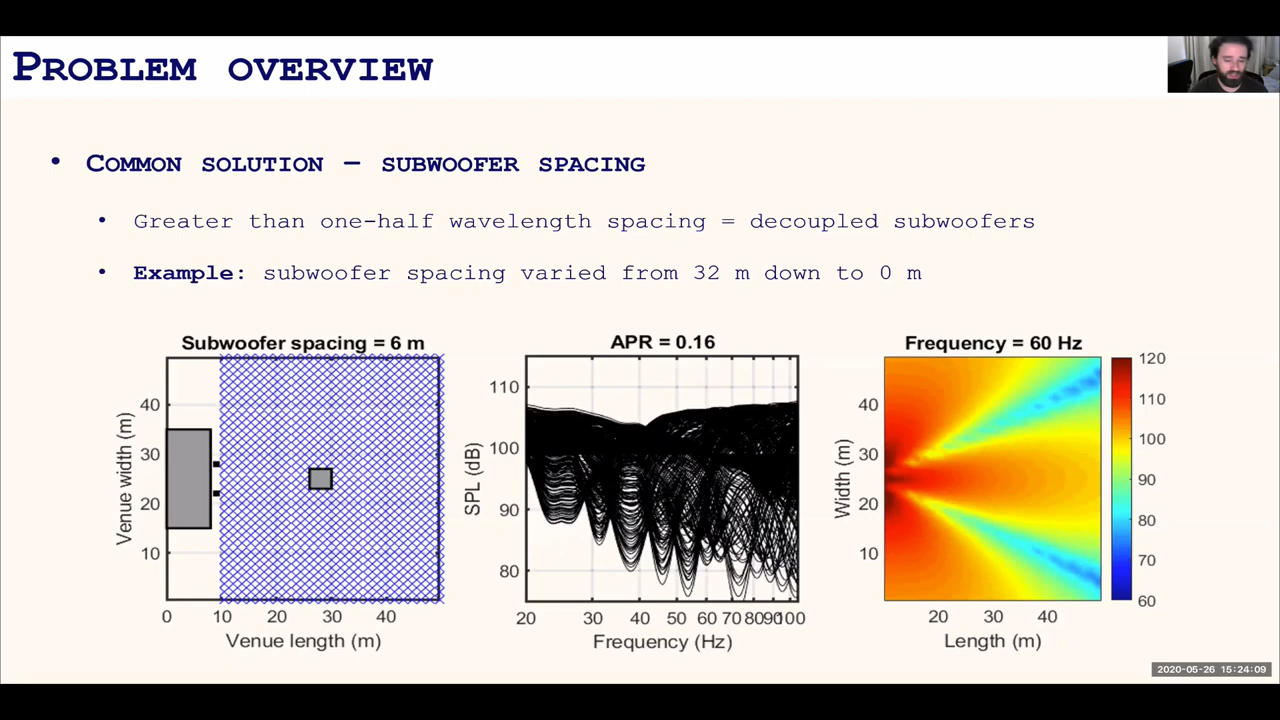 PROBLEM OVERVIEW
• COMMON SOLUTION – SUBWOOFER SPACING
• Greater than one-half wavelength spacing = decoupled subwoofers
• Example: subwoofer spacing varied from 32 m down to 0 m
Subwoofer spacing = 6 m
Venue width (m)
40
30
20
10
0 10 20 30 40
Venue length (m)
APR = 0.16
SPL (dB)
110
100
90
80
20 30 40 50 60 70 80 90 100
Frequency (Hz)
Frequency = 60 Hz
Width (m)
40
30
20
10
20 30 40
Length (m)
120
110
100
90
80
70
60
2020-05-26 15:24:09